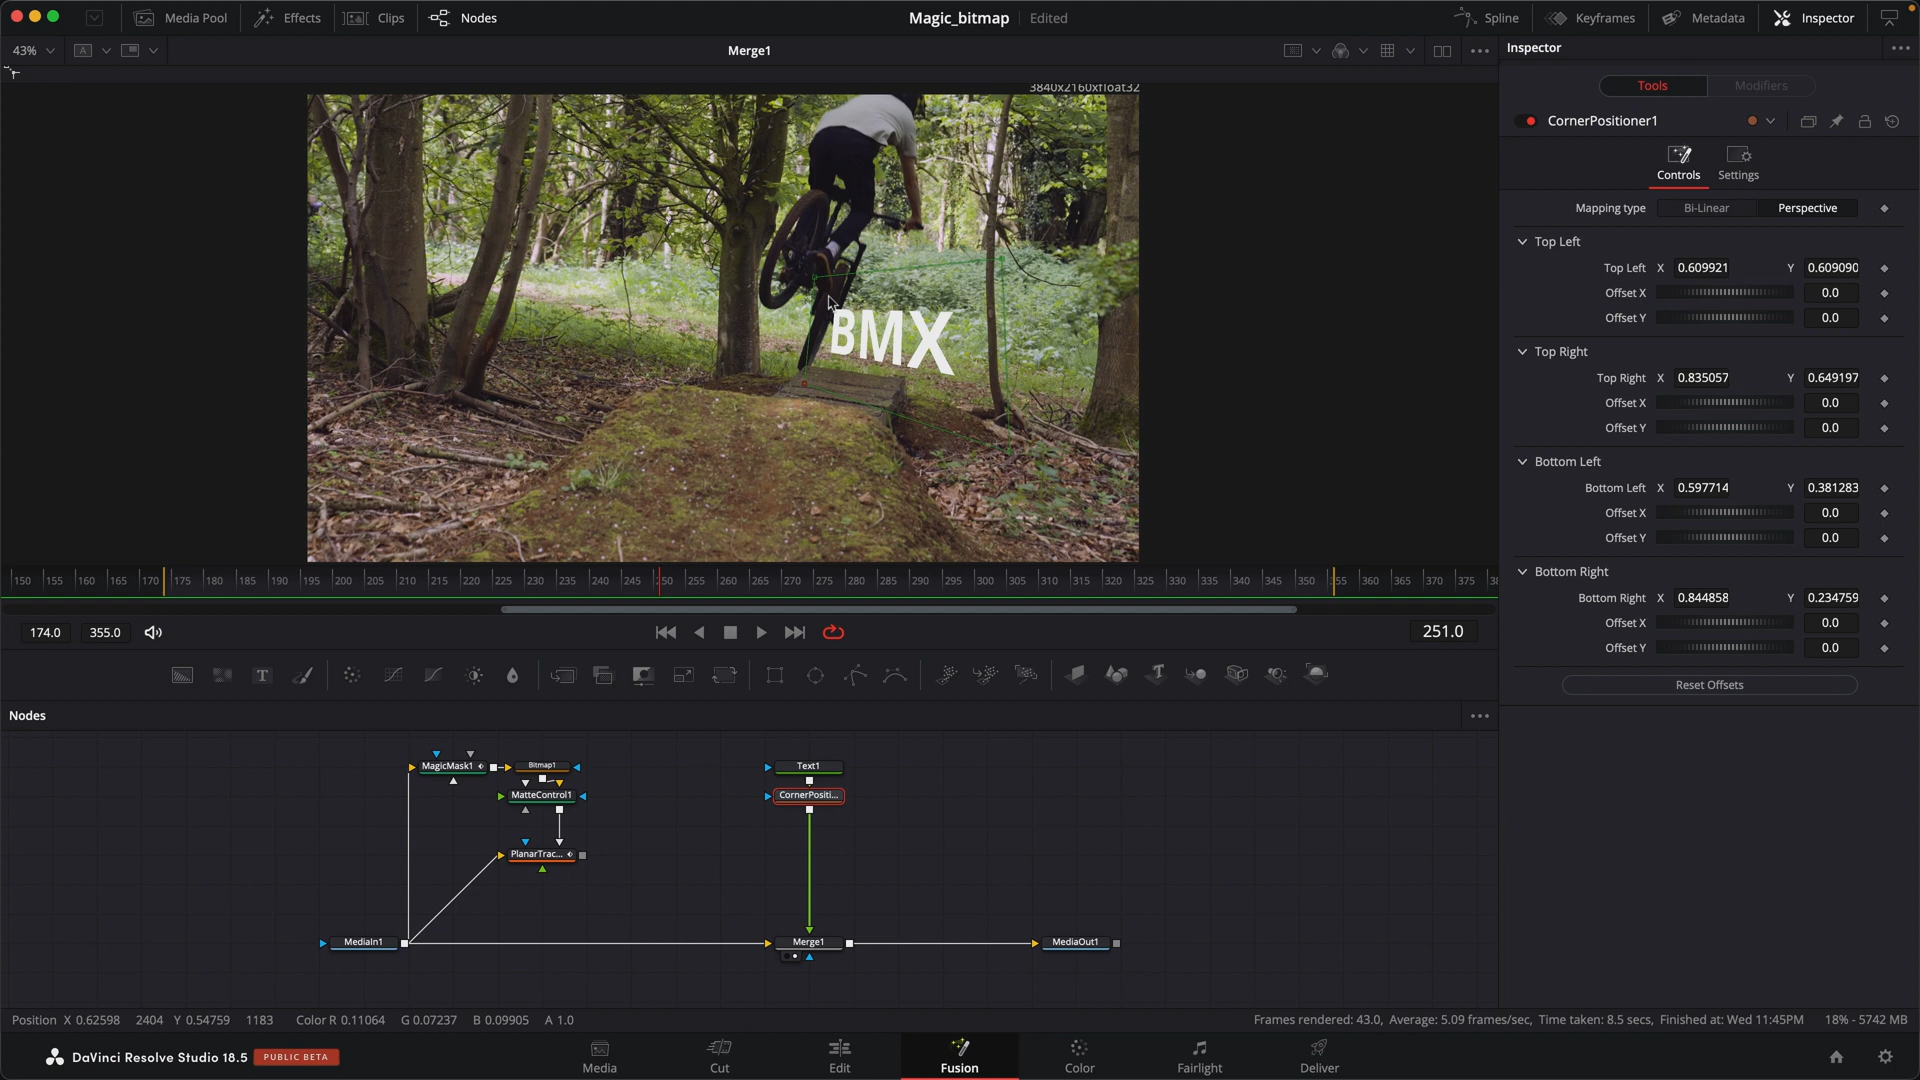 Media Pool Effects Clips Nodes Magic_bitmap Edited Spline Keyframes Metadata Inspector
43% A Merge1 Inspector
3840x2160xfloat32
Tools Modifiers
CornerPositioner1
Controls Settings
Mapping type Bi-Linear Perspective
Top Left
Top Left X 0.609921 Y 0.609090
Offset X 0.0
Offset Y 0.0
Top Right
Top Right X 0.835057 Y 0.649197
Offset X 0.0
Offset Y 0.0
Bottom Left
Bottom Left X 0.597714 Y 0.381283
Offset X 0.0
Offset Y 0.0
Bottom Right
Bottom Right X 0.844858 Y 0.234759
Offset X 0.0
Offset Y 0.0
Reset Offsets
BMX
150 155 160 165 170 175 180 185 190 195 200 205 210 215 220 225 230 235 240 245 250 255 260 265 270 275 280 285 290 295 300 305 310 315 320 325 330 335 340 345 350 355 360 365 370 375
174.0 355.0 251.0
T T
Nodes
MagicMask1 Bitmap1 Text1
MatteControl1 CornerPositi...
PlanarTrac...
MediaIn1 Merge1 MediaOut1
Position X 0.62598 2404 Y 0.54759 1183 Color R 0.11064 G 0.07237 B 0.09905 A 1.0 Frames rendered: 43.0, Average: 5.09 frames/sec, Time taken: 8.5 secs, Finished at: Wed 11:45PM 18% - 5742 MB
DaVinci Resolve Studio 18.5 PUBLIC BETA Media Cut Edit Fusion Color Fairlight Deliver